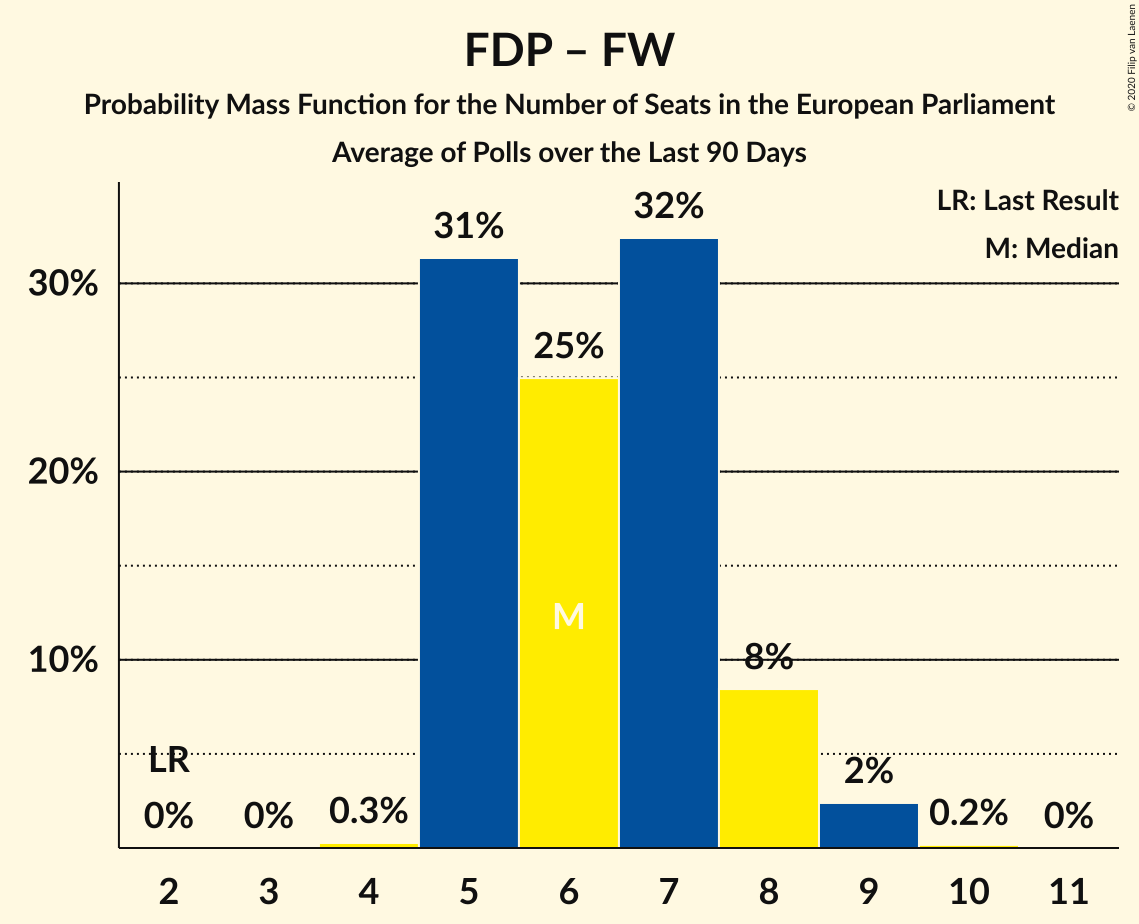 FDP – FW
Probability Mass Function for the Number of Seats in the European Parliament
Average of Polls over the Last 90 Days
© 2020 Filip van Laenen
LR: Last Result
M: Median
30%
20%
10%
LR
0%
0%
0.3%
31%
25%
M
32%
8%
2%
0.2%
0%
2 3 4 5 6 7 8 9 10 11